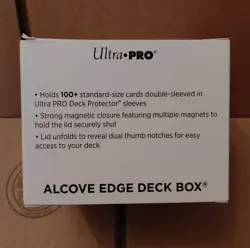 Ultra•PRO®
• Holds 100+ standard-size cards double-sleeved in
Ultra PRO Deck Protector® sleeves
• Strong magnetic closure featuring multiple magnets to
hold the lid securely shut
• Lid unfolds to reveal dual thumb notches for easy
access to your deck
ALCOVE EDGE DECK BOX®